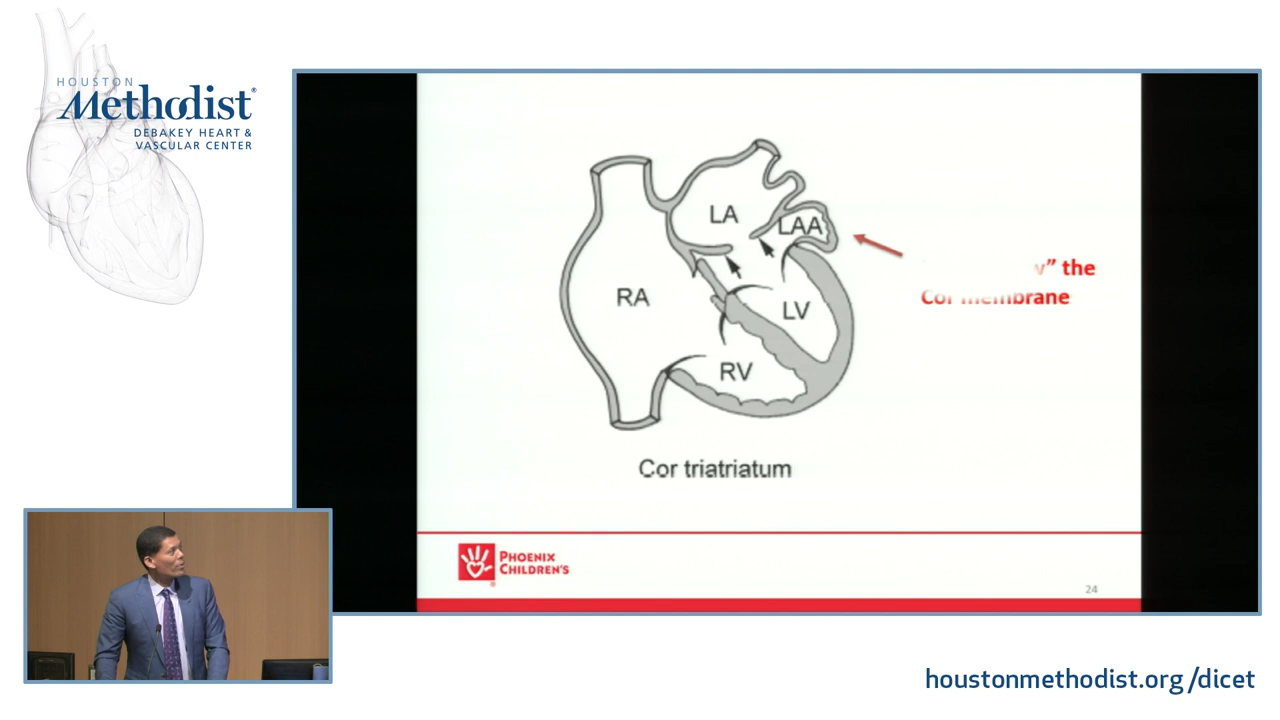 HOUSTON
Methodist®
DEBAKEY HEART &
VASCULAR CENTER
LA
LAA
RA
LV
RV
the
Cor membrane
Cor triatriatum
PHOENIX
CHILDREN'S
24
houstonmethodist.org/dicet